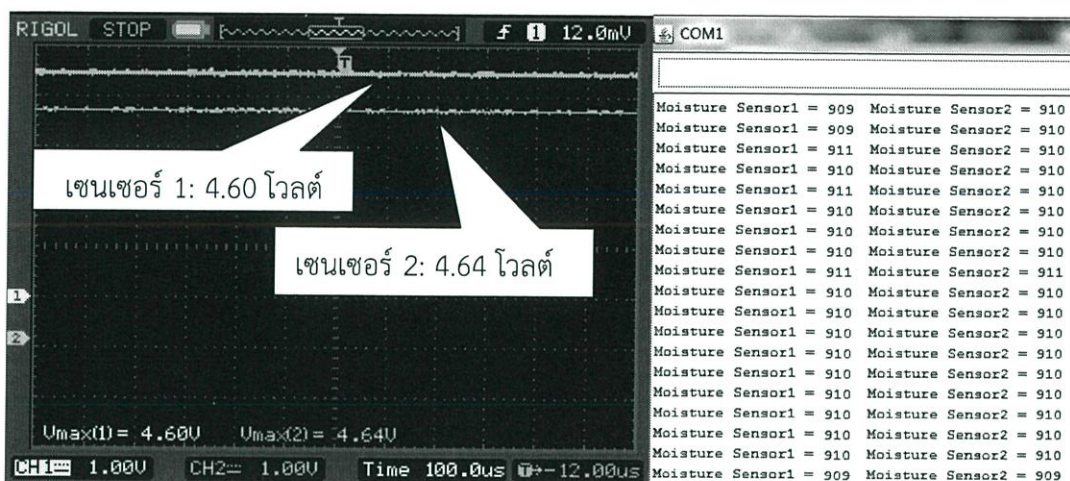 RIGOL STOP T f 1 12.0mV
T
เซนเซอร์ 1: 4.60 โวลต์
เซนเซอร์ 2: 4.64 โวลต์
1
2
Vmax(1)= 4.60V Vmax(2)= 4.64V
CH1 1.00V CH2 1.00V Time 100.0us T→-12.00us
COM1
Moisture Sensor1 = 909 Moisture Sensor2 = 910
Moisture Sensor1 = 909 Moisture Sensor2 = 910
Moisture Sensor1 = 911 Moisture Sensor2 = 910
Moisture Sensor1 = 910 Moisture Sensor2 = 910
Moisture Sensor1 = 911 Moisture Sensor2 = 910
Moisture Sensor1 = 910 Moisture Sensor2 = 910
Moisture Sensor1 = 910 Moisture Sensor2 = 910
Moisture Sensor1 = 910 Moisture Sensor2 = 910
Moisture Sensor1 = 911 Moisture Sensor2 = 911
Moisture Sensor1 = 910 Moisture Sensor2 = 910
Moisture Sensor1 = 910 Moisture Sensor2 = 910
Moisture Sensor1 = 910 Moisture Sensor2 = 910
Moisture Sensor1 = 910 Moisture Sensor2 = 910
Moisture Sensor1 = 910 Moisture Sensor2 = 910
Moisture Sensor1 = 910 Moisture Sensor2 = 910
Moisture Sensor1 = 910 Moisture Sensor2 = 910
Moisture Sensor1 = 910 Moisture Sensor2 = 910
Moisture Sensor1 = 910 Moisture Sensor2 = 910
Moisture Sensor1 = 909 Moisture Sensor2 = 909